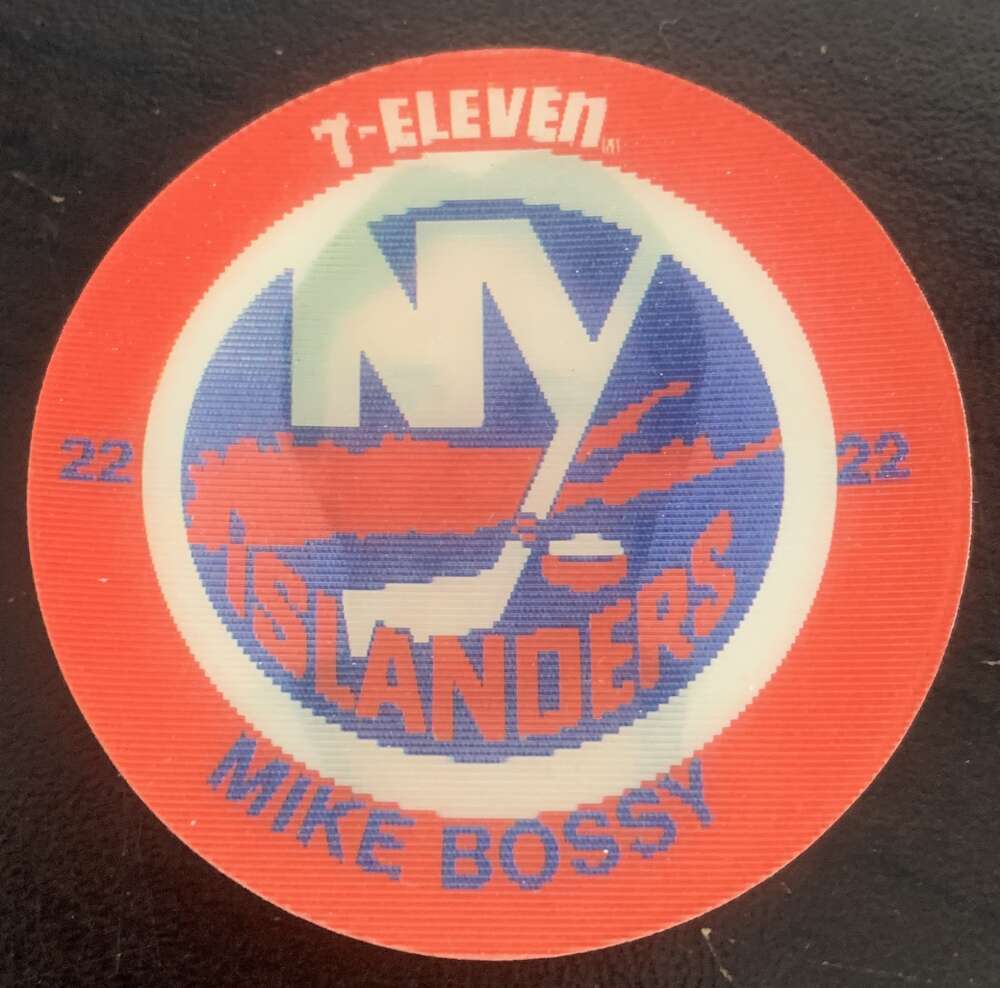 7-ELEVEn
NY
22
22
ISLANDERS
MIKE BOSSY